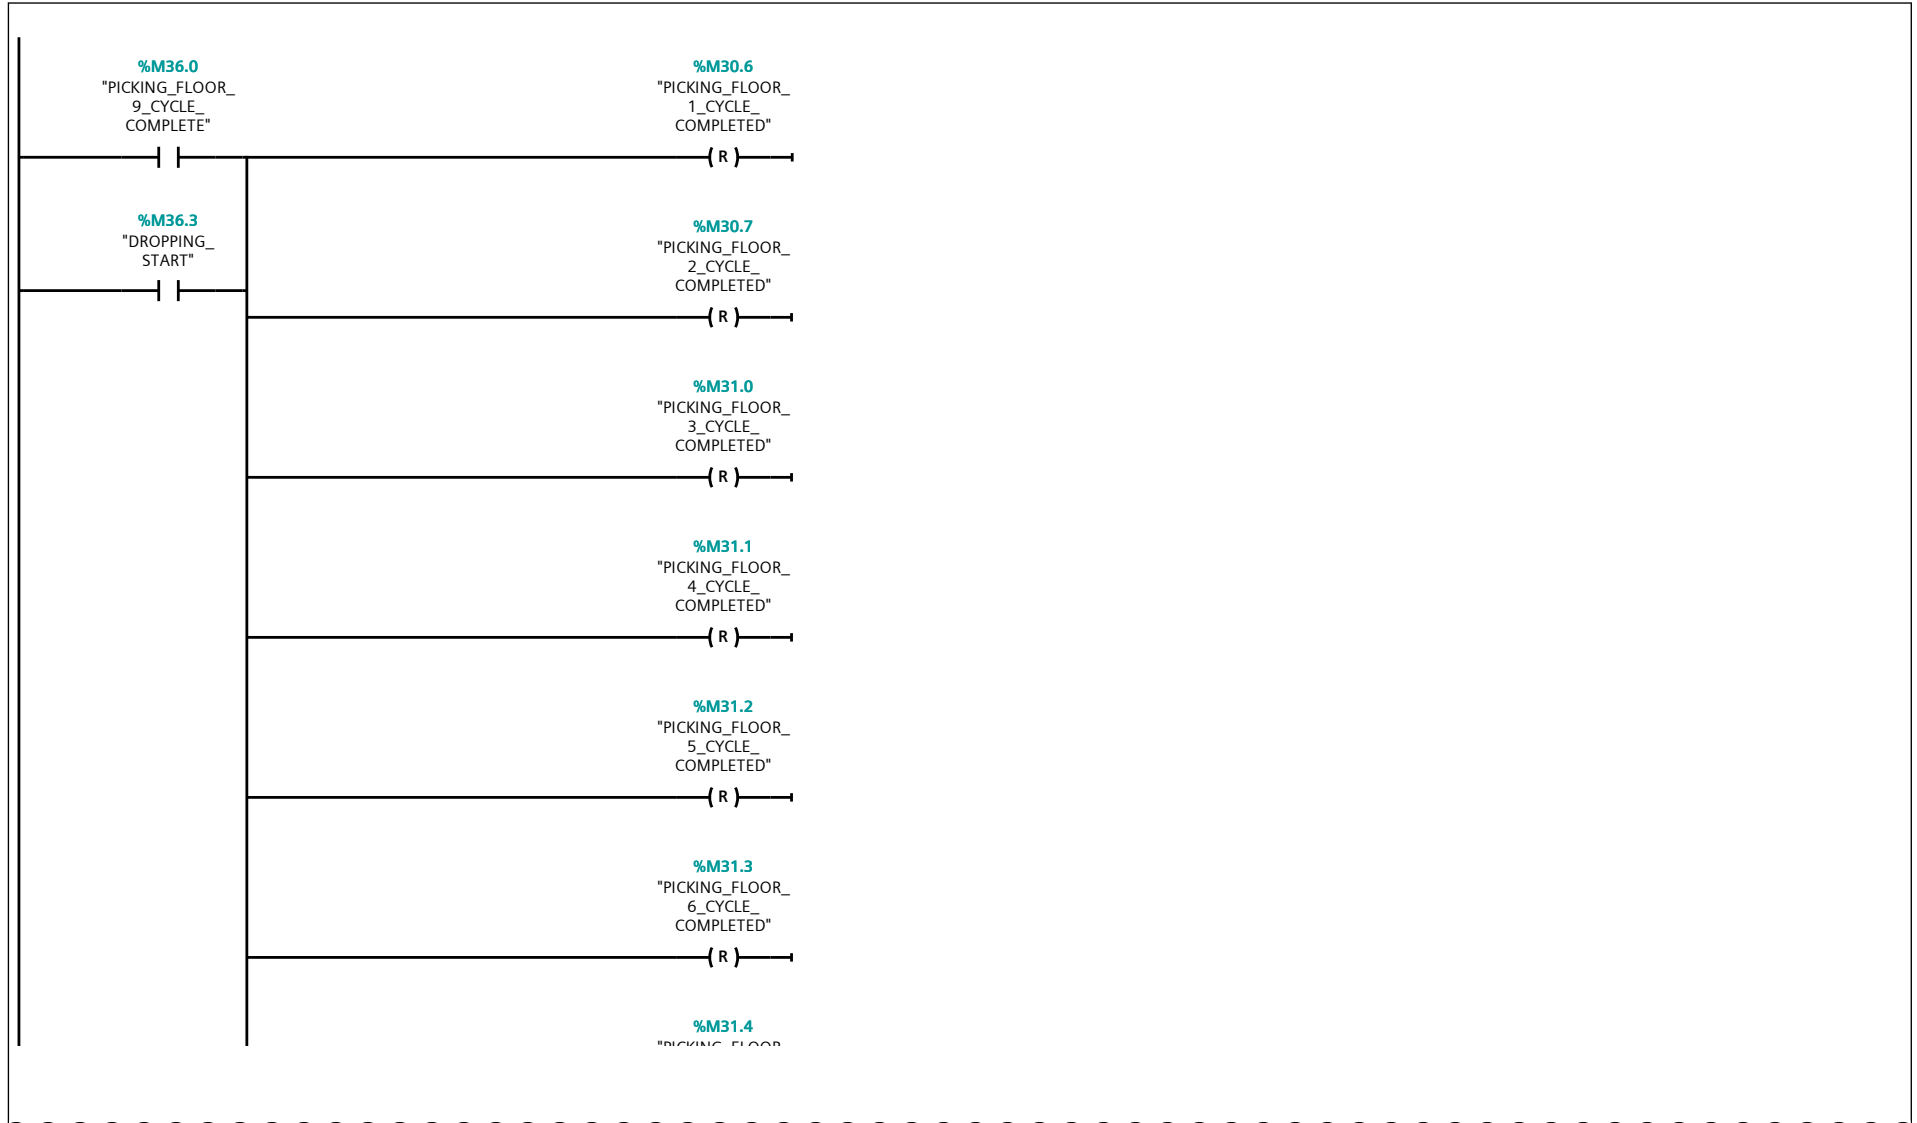 %M36.0
"PICKING_FLOOR_
9_CYCLE_
COMPLETE"
%M30.6
"PICKING_FLOOR_
1_CYCLE_
COMPLETED"
( R )
%M36.3
"DROPPING_
START"
%M30.7
"PICKING_FLOOR_
2_CYCLE_
COMPLETED"
( R )
%M31.0
"PICKING_FLOOR_
3_CYCLE_
COMPLETED"
( R )
%M31.1
"PICKING_FLOOR_
4_CYCLE_
COMPLETED"
( R )
%M31.2
"PICKING_FLOOR_
5_CYCLE_
COMPLETED"
( R )
%M31.3
"PICKING_FLOOR_
6_CYCLE_
COMPLETED"
( R )
%M31.4